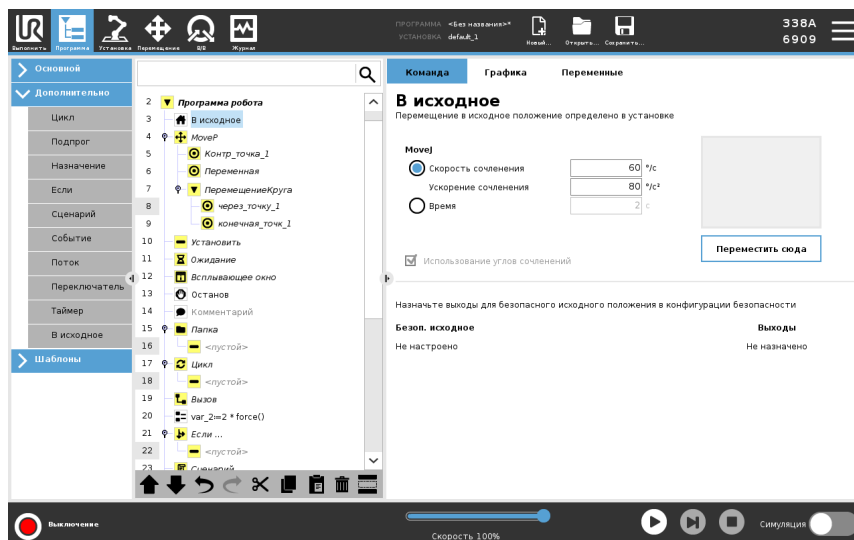 UR
ПРОГРАММА <Без названия>*
УСТАНОВКА default_1
338A
6909
Выполнить
Программа
Установка
Перемещение
В/В
Журнал
Новый...
Открыть...
Сохранить...
Основной
Дополнительно
Цикл
Подпрог
Назначение
Если
Сценарий
Событие
Поток
Переключатель
Таймер
В исходное
Шаблоны
2 Программа робота
3 В исходное
4 MoveP
5 Контр_точка_1
6 Переменная
7 ПеремещениеКруга
8 через_точку_1
9 конечная_точк_1
10 Установить
11 Ожидание
12 Всплывающее окно
13 Останов
14 Комментарий
15 Папка
16 <пустой>
17 Цикл
18 <пустой>
19 Вызов
20 var_2:=2 * force()
21 Если ...
22 <пустой>
23 Сценарий
Команда
Графика
Переменные
В исходное
Перемещение в исходное положение определено в установке
MoveJ
Скорость сочленения 60 °/с
Ускорение сочленения 80 °/с²
Время 2 с
Переместить сюда
Использование углов сочленений
Назначьте выходы для безопасного исходного положения в конфигурации безопасности
Безоп. исходное Выходы
Не настроено Не назначено
Выключение
Скорость 100%
Симуляция